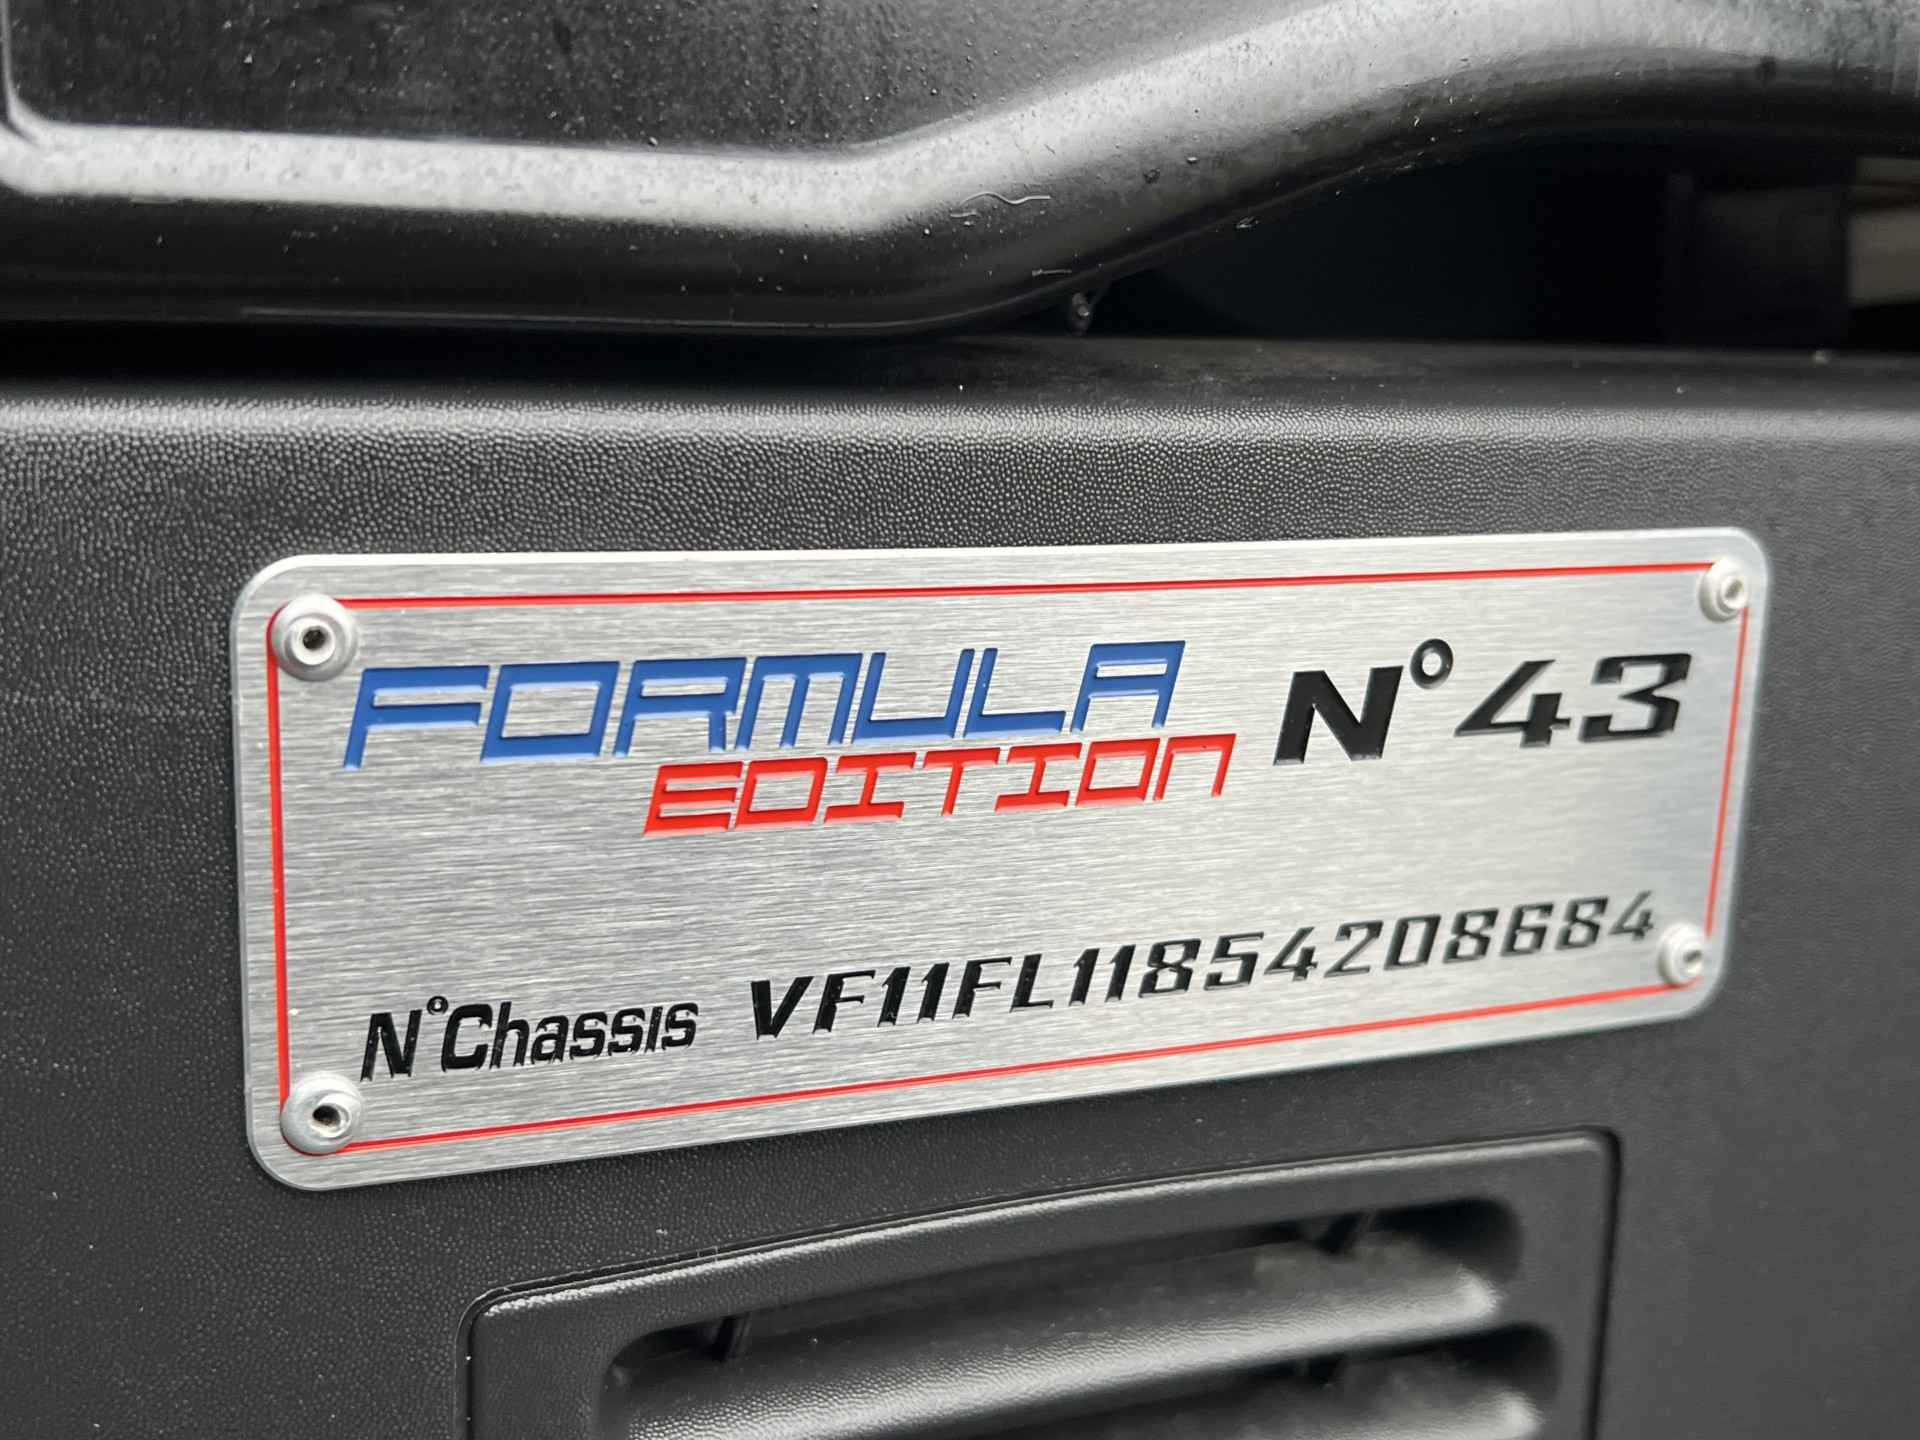 FORMULA N° 43
EDITION
N°Chassis VF11FL11854208684